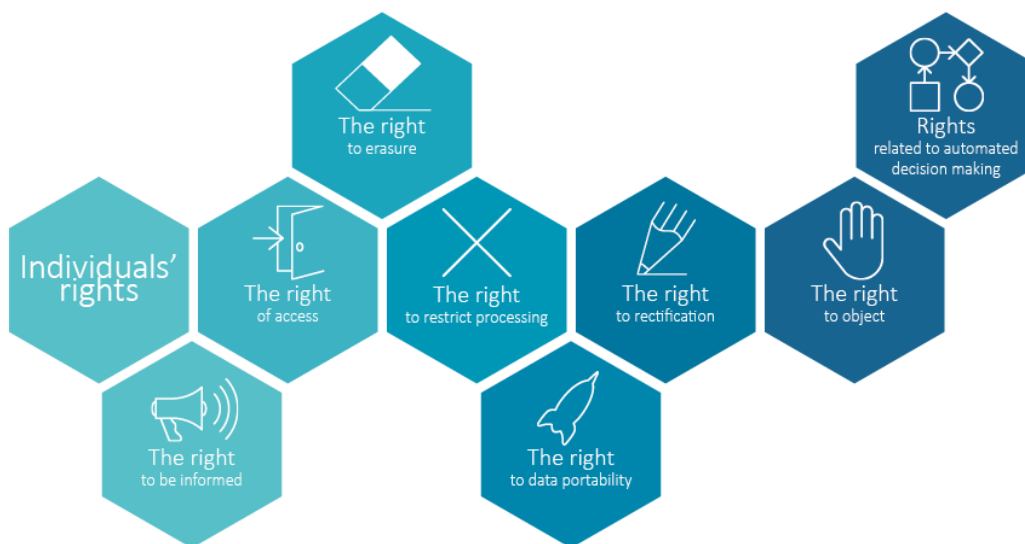 Individuals'
rights
The right
to be informed
The right
of access
The right
to erasure
The right
to restrict processing
The right
to data portability
The right
to rectification
The right
to object
Rights
related to automated
decision making